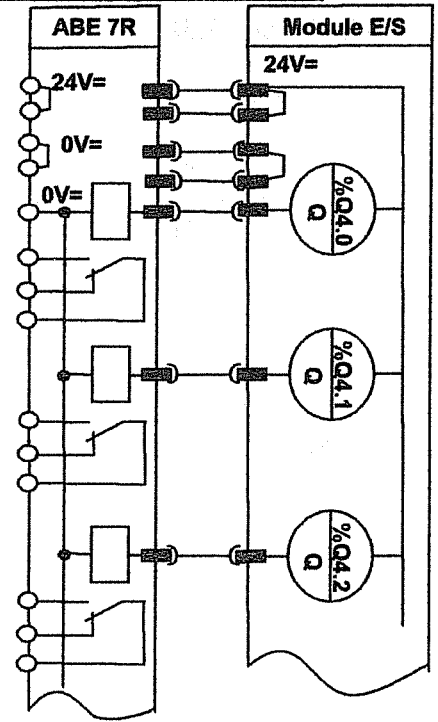 ABE 7R
Module E/S
24V=
24V=
0V=
0V=
%Q4.0
Q
%Q4.1
Q
%Q4.2
Q